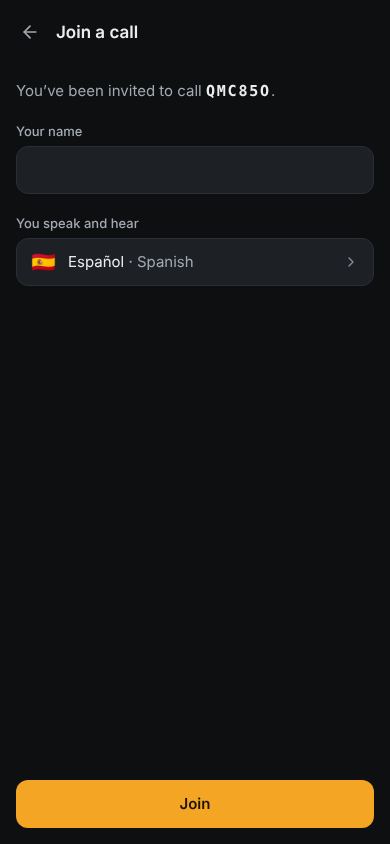 Join a call
You’ve been invited to call QMC850.
Your name
You speak and hear
Español · Spanish
Join